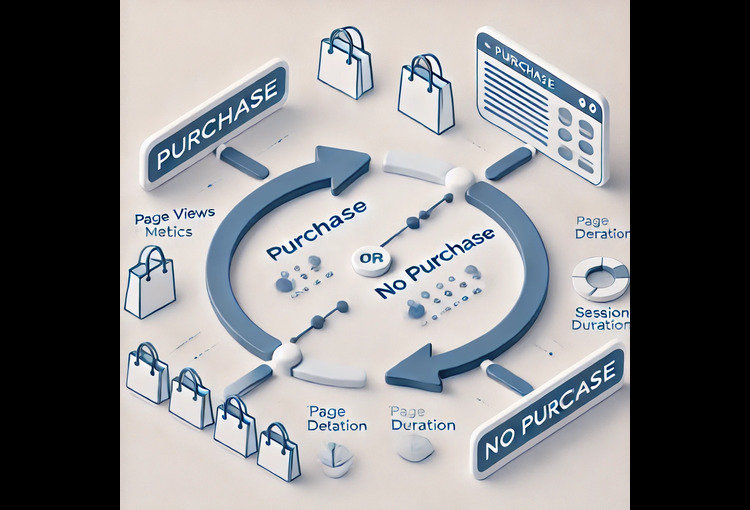 PURCHASE
PURCHASE
Page Views
Metics
Purchase
OR
No Purchase
Page
Deration
Session
Duration
Page
Detation
Page
Duration
NO PURCASE